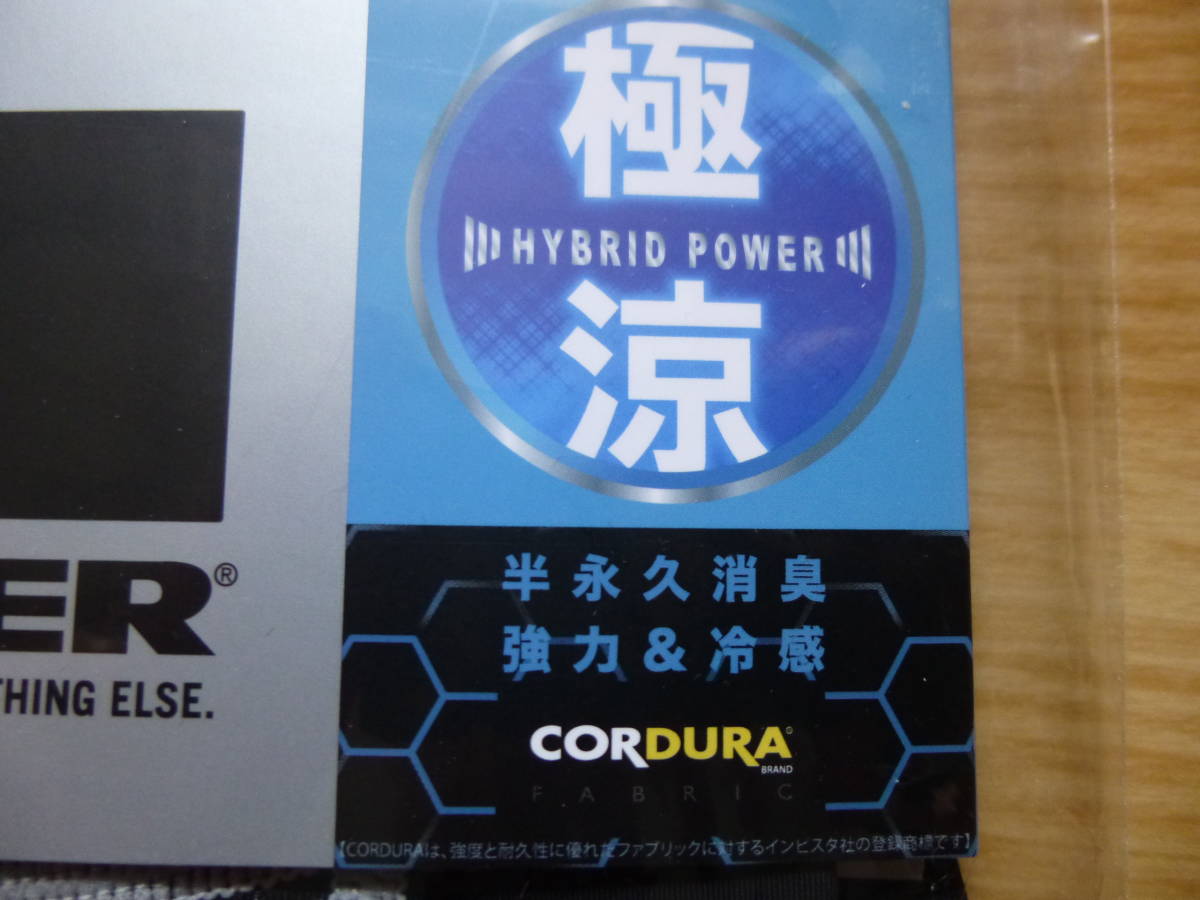 極
HYBRID POWER
涼
ER®
THING ELSE.
半永久消臭
強力&冷感
CORDURA®
BRAND
FABRIC
【CORDURAは、強度と耐久性に優れたファブリックに対するインビスタ社の登録商標です】